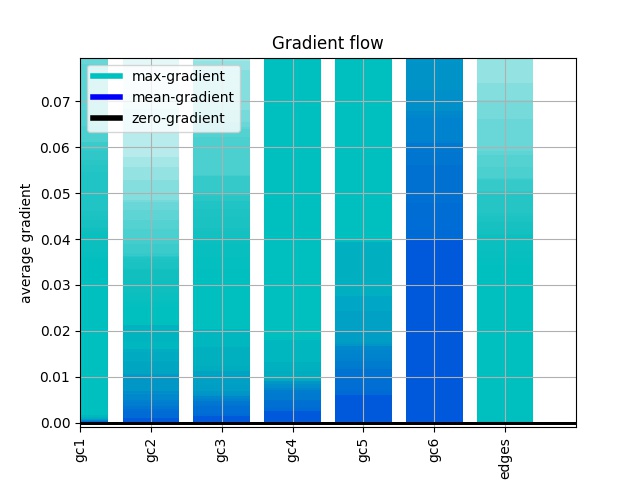 Gradient flow
max-gradient
mean-gradient
zero-gradient
average gradient
0.07
0.06
0.05
0.04
0.03
0.02
0.01
0.00
gc1
gc2
gc3
gc4
gc5
gc6
edges